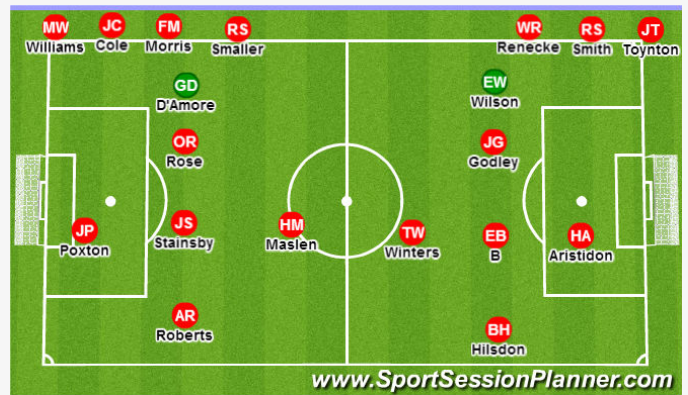 MW JC FM RS WR RS JT
Williams Cole Morris Smaller Renecke Smith Toynton
GD EW
D'Amore Wilson
OR JG
Rose Godley
JP JS HM TW EB HA
Poxton Stainsby Maslen Winters B Aristidon
AR BH
Roberts Hilsdon
www.SportSessionPlanner.com